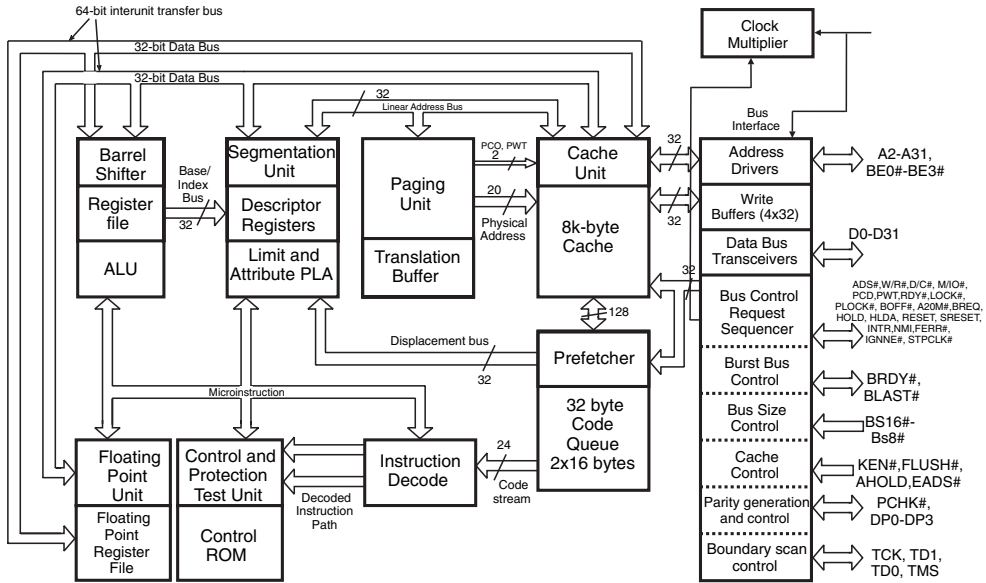 64-bit interunit transfer bus
32-bit Data Bus
32-bit Data Bus
32
Linear Address Bus
Clock
Multiplier
Bus
Interface
Barrel
Shifter
Register
file
ALU
Base/
Index
Bus
32
Segmentation
Unit
Descriptor
Registers
Limit and
Attribute PLA
Paging
Unit
Translation
Buffer
PCO, PWT
2
20
Physical
Address
Cache
Unit
8k-byte
Cache
32
32
32
128
Address
Drivers
Write
Buffers (4x32)
Data Bus
Transceivers
Bus Control
Request
Sequencer
Burst Bus
Control
Bus Size
Control
Cache
Control
Parity generation
and control
Boundary scan
control
A2-A31,
BE0#-BE3#
D0-D31
ADS#,W/R#,D/C#, M/IO#,
PCD,PWT,RDY#,LOCK#,
PLOCK#, BOFF#, A20M#,BREQ,
HOLD, HLDA, RESET, SRESET,
INTR,NMI,FERR#,
IGNNE#, STPCLK#
BRDY#,
BLAST#
BS16#-
Bs8#
KEN#,FLUSH#,
AHOLD,EADS#
PCHK#,
DP0-DP3
TCK, TD1,
TD0, TMS
Displacement bus
32
Prefetcher
32 byte
Code
Queue
2x16 bytes
Microinstruction
Floating
Point
Unit
Floating
Point
Register
File
Control and
Protection
Test Unit
Control
ROM
Decoded
Instruction
Path
Instruction
Decode
24
Code
stream